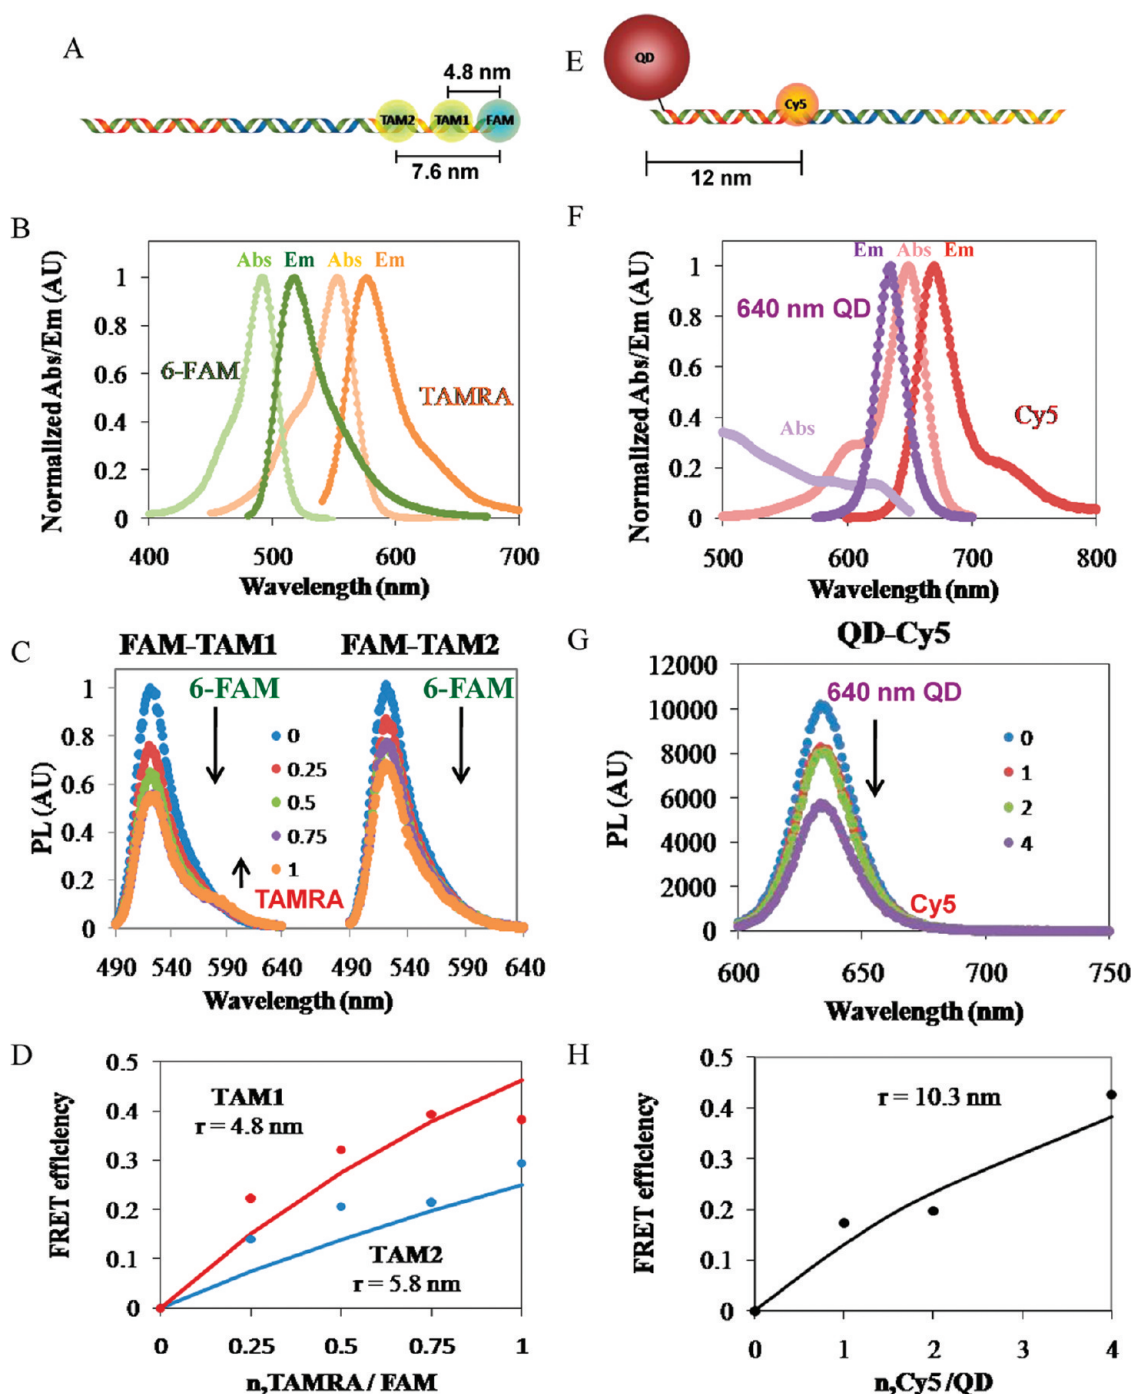 A
4.8 nm
TAM2
TAM1
FAM
7.6 nm
E
QD
Cy5
12 nm
B
Normalized Abs/Em (AU)
1
0.8
0.6
0.4
0.2
0
Abs
Em
Abs
Em
6-FAM
TAMRA
400
500
600
700
Wavelength (nm)
F
Normalized Abs/Em (AU)
1
0.8
0.6
0.4
0.2
0
Em
Abs
Em
640 nm QD
Abs
Cy5
500
600
700
800
Wavelength (nm)
C
FAM-TAM1
FAM-TAM2
PL (AU)
1
0.8
0.6
0.4
0.2
0
6-FAM
6-FAM
0
0.25
0.5
0.75
1
TAMRA
490
540
590
640
490
540
590
640
Wavelength (nm)
G
QD-Cy5
PL (AU)
12000
10000
8000
6000
4000
2000
0
640 nm QD
0
1
2
4
Cy5
600
650
700
750
Wavelength (nm)
D
FRET efficiency
0.5
0.4
0.3
0.2
0.1
0
TAM1
r = 4.8 nm
TAM2
r = 5.8 nm
0
0.25
0.5
0.75
1
n,TAMRA / FAM
H
FRET efficiency
0.5
0.4
0.3
0.2
0.1
0
r = 10.3 nm
0
1
2
3
4
n,Cy5 /QD